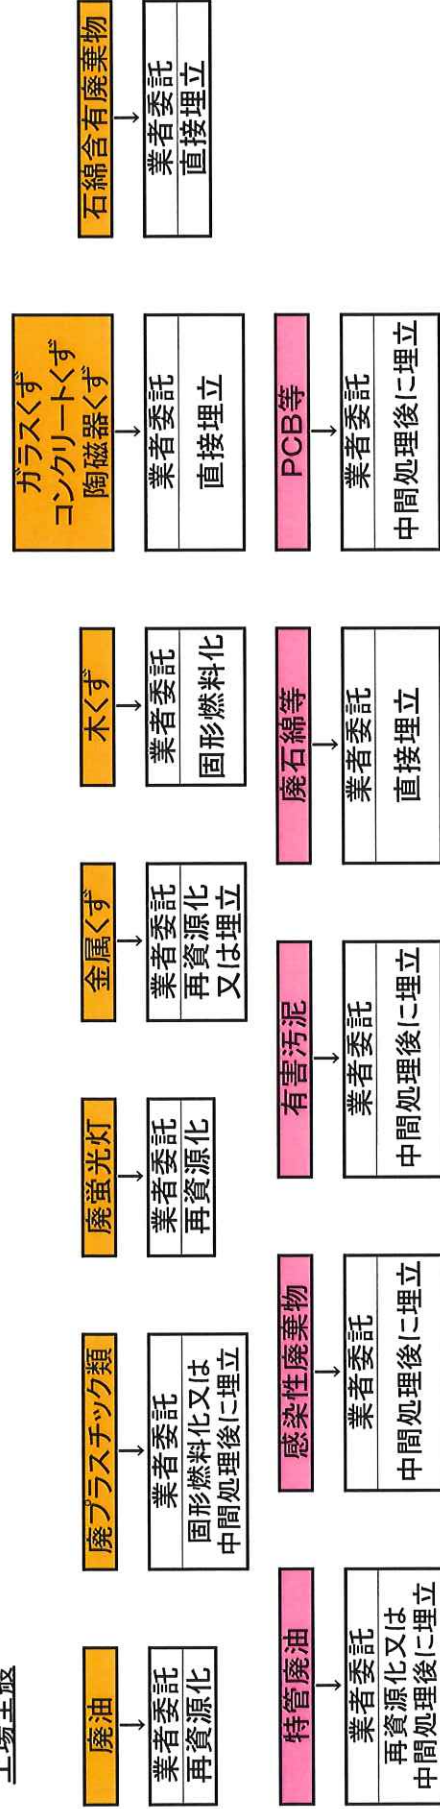 工場全般
廃油
業者委託
再資源化
廃プラスチック類
業者委託
固形燃料化又は
中間処理後に埋立
廃蛍光灯
業者委託
再資源化
金属くず
業者委託
再資源化
又は埋立
木くず
業者委託
固形燃料化
ガラスくず
コンクリートくず
陶磁器くず
業者委託
直接埋立
石綿含有廃棄物
業者委託
直接埋立
特管廃油
業者委託
再資源化又は
中間処理後に埋立
感染性廃棄物
業者委託
中間処理後に埋立
有害汚泥
業者委託
中間処理後に埋立
廃石綿等
業者委託
直接埋立
PCB等
業者委託
中間処理後に埋立